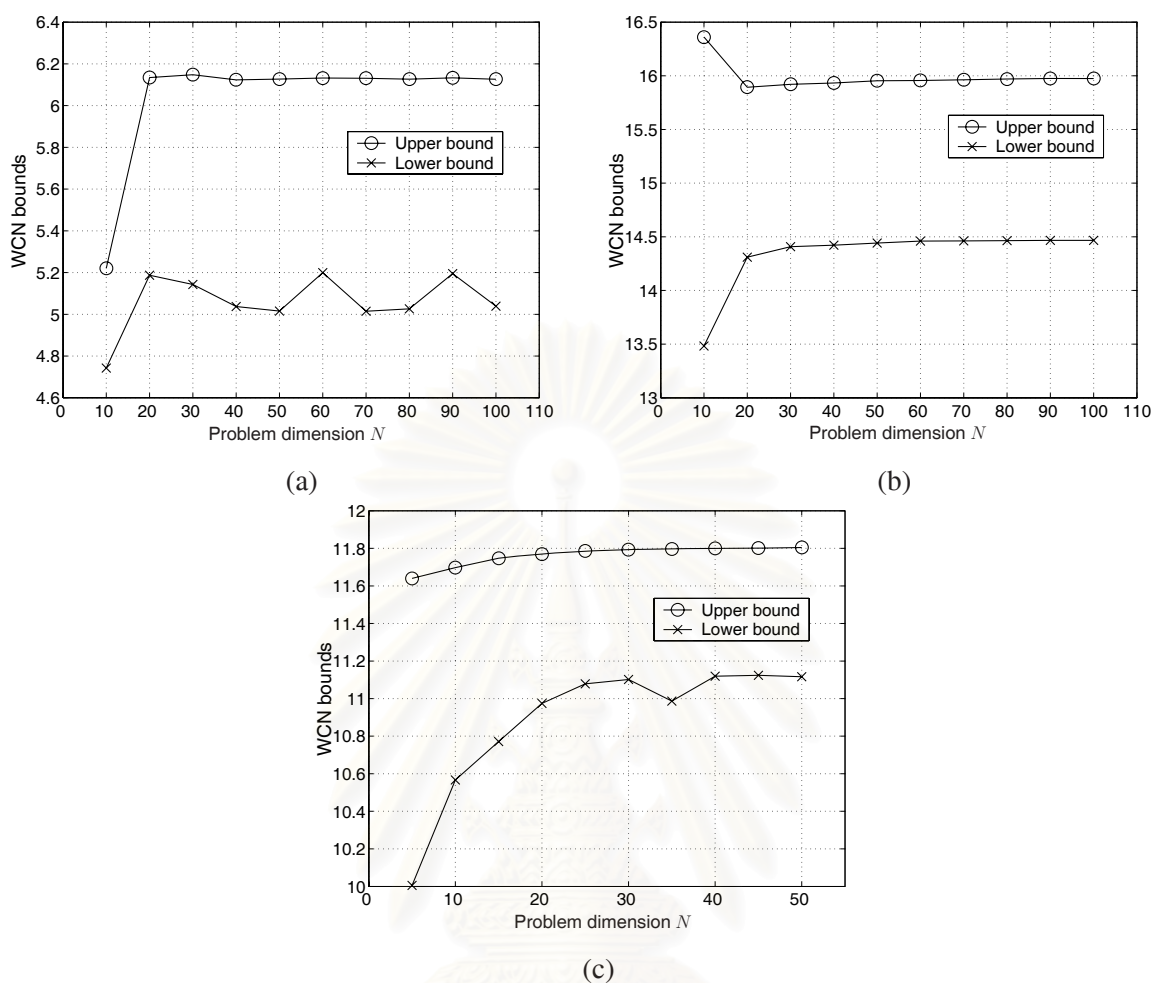 6.4
6.2
6
5.8
5.6
5.4
5.2
5
4.8
4.6
0 10 20 30 40 50 60 70 80 90 100 110
WCN bounds
Problem dimension N
Upper bound
Lower bound
(a)
16.5
16
15.5
15
14.5
14
13.5
13
0 10 20 30 40 50 60 70 80 90 100 110
WCN bounds
Problem dimension N
Upper bound
Lower bound
(b)
12
11.8
11.6
11.4
11.2
11
10.8
10.6
10.4
10.2
10
0 10 20 30 40 50
WCN bounds
Problem dimension N
Upper bound
Lower bound
(c)